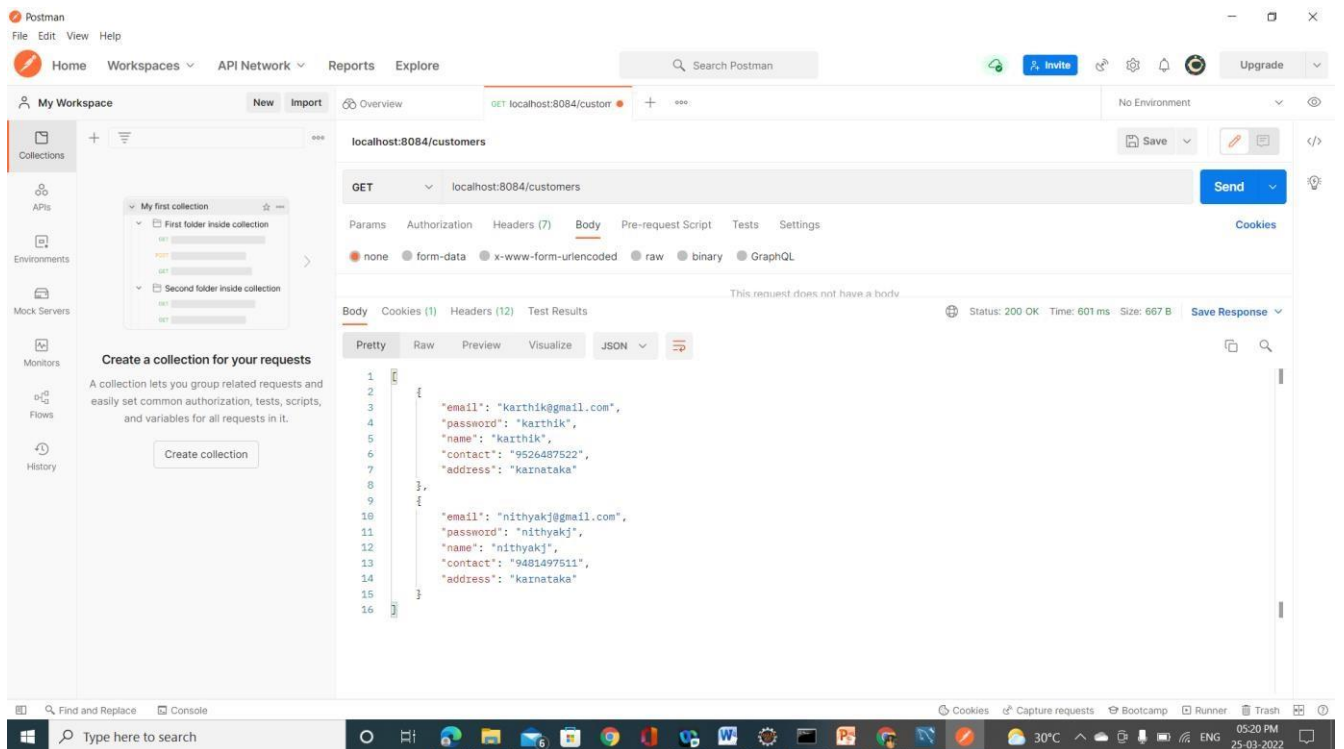 Postman
File Edit View Help
Home Workspaces API Network Reports Explore Search Postman Invite Upgrade
My Workspace New Import Overview GET localhost:8084/custom No Environment
Collections
APIs
Environments
Mock Servers
Monitors
Flows
History
My first collection
First folder inside collection
GET
POST
GET
Second folder inside collection
GET
GET
Create a collection for your requests
A collection lets you group related requests and
easily set common authorization, tests, scripts,
and variables for all requests in it.
Create collection
localhost:8084/customers Save
GET localhost:8084/customers Send
Params Authorization Headers (7) Body Pre-request Script Tests Settings Cookies
none form-data x-www-form-urlencoded raw binary GraphQL
This request does not have a body
Body Cookies (1) Headers (12) Test Results Status: 200 OK Time: 601 ms Size: 667 B Save Response
Pretty Raw Preview Visualize JSON
1 [
2 {
3 "email": "karthik@gmail.com",
4 "password": "karthik",
5 "name": "karthik",
6 "contact": "9526487522",
7 "address": "karnataka"
8 },
9 {
10 "email": "nithyakj@gmail.com",
11 "password": "nithyakj",
12 "name": "nithyakj",
13 "contact": "9481497511",
14 "address": "karnataka"
15 }
16 ]
Find and Replace Console Cookies Capture requests Bootcamp Runner Trash
Type here to search 30°C ENG 05:20 PM
25-03-2022